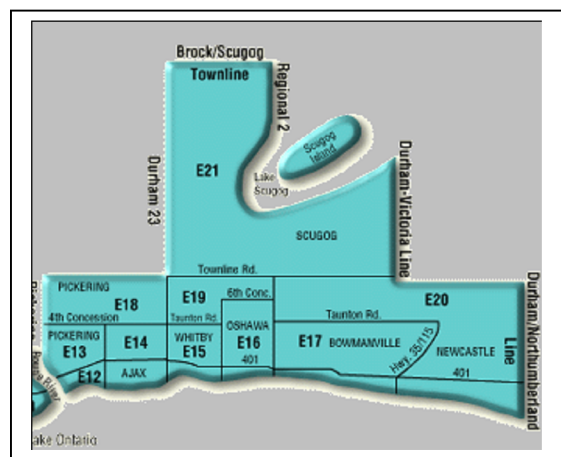 Brock/Scugog
Townline
Regional 2
Scugog
Island
Durham 23
E21
Lake
Scugog
Durham-Victoria Line
SCUGOG
Townline Rd.
PICKERING
E18
E19
6th Conc.
E20
4th Concession
Taunton Rd.
Taunton Rd.
PICKERING
E13
E14
WHITBY
E15
OSHAWA
E16
401
E17
BOWMANVILLE
Hwy. 35/115
NEWCASTLE
401
Durham/Northumberland
Line
E12
AJAX
River
ake Ontario